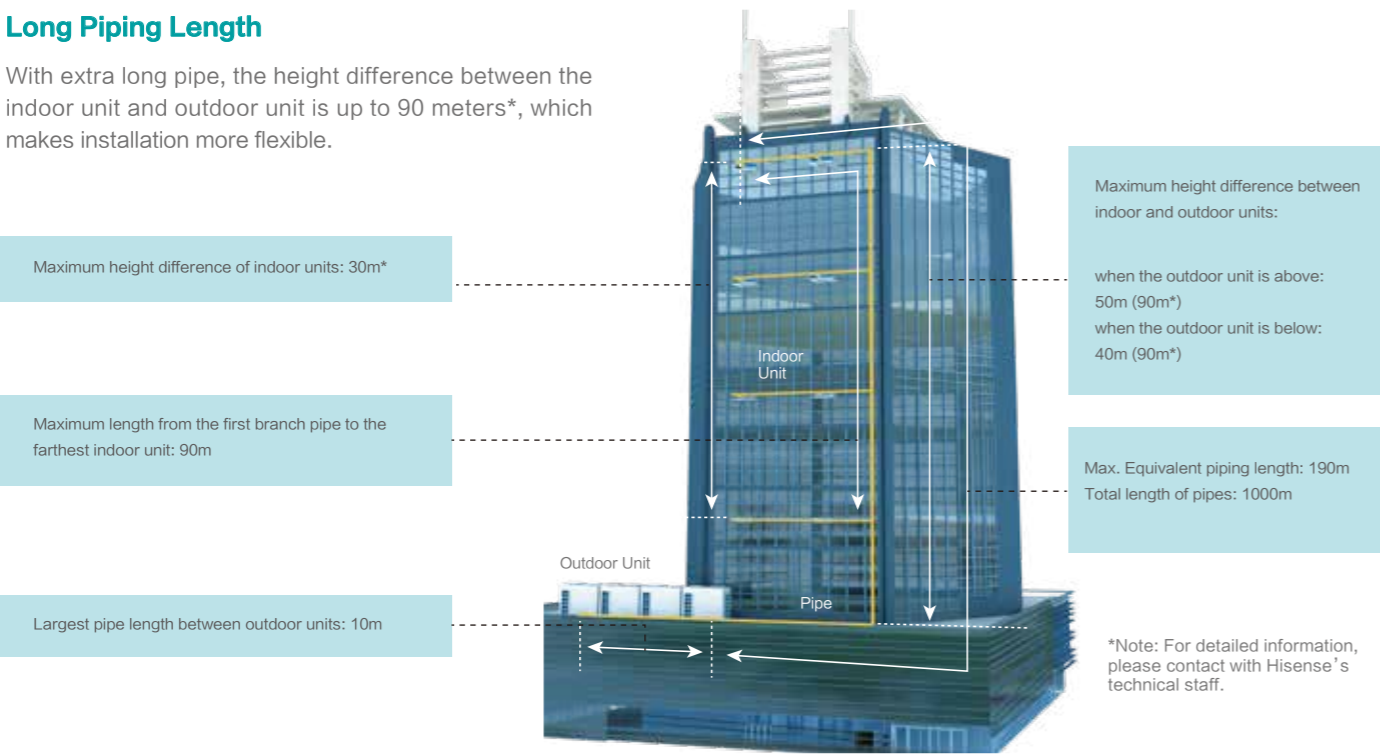 Long Piping Length
With extra long pipe, the height difference between the
indoor unit and outdoor unit is up to 90 meters*, which
makes installation more flexible.
Maximum height difference of indoor units: 30m*
Maximum length from the first branch pipe to the
farthest indoor unit: 90m
Largest pipe length between outdoor units: 10m
Outdoor Unit
Indoor
Unit
Pipe
Maximum height difference between
indoor and outdoor units:
when the outdoor unit is above:
50m (90m*)
when the outdoor unit is below:
40m (90m*)
Max. Equivalent piping length: 190m
Total length of pipes: 1000m
*Note: For detailed information,
please contact with Hisense’s
technical staff.